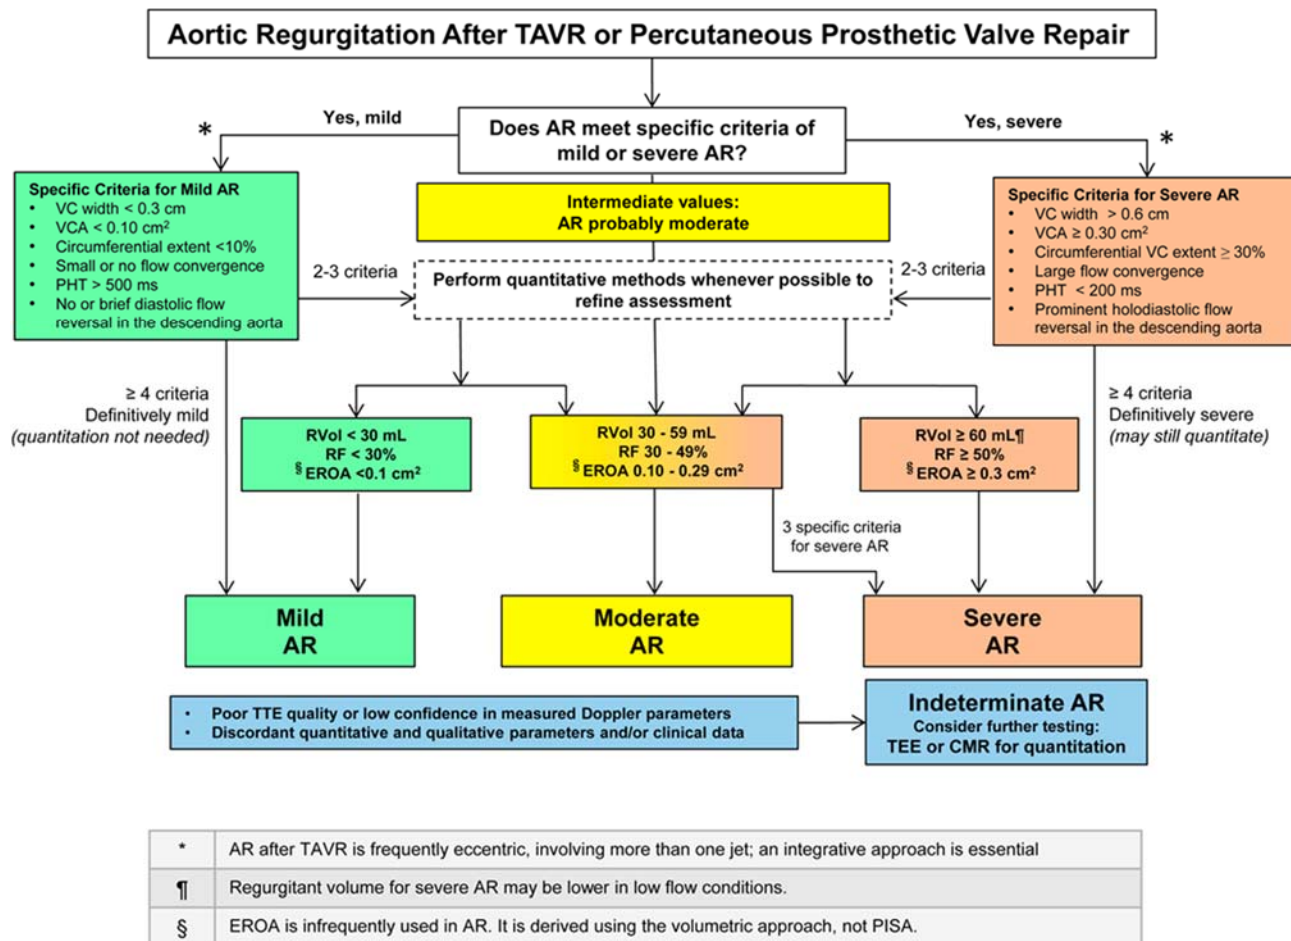 Aortic Regurgitation After TAVR or Percutaneous Prosthetic Valve Repair
*
Yes, mild
Does AR meet specific criteria of
mild or severe AR?
Yes, severe
*
Specific Criteria for Mild AR
• VC width < 0.3 cm
• VCA < 0.10 cm²
• Circumferential extent <10%
• Small or no flow convergence
• PHT > 500 ms
• No or brief diastolic flow
reversal in the descending aorta
Intermediate values:
AR probably moderate
Specific Criteria for Severe AR
• VC width > 0.6 cm
• VCA ≥ 0.30 cm²
• Circumferential VC extent ≥ 30%
• Large flow convergence
• PHT < 200 ms
• Prominent holodiastolic flow
reversal in the descending aorta
2-3 criteria
Perform quantitative methods whenever possible to
refine assessment
2-3 criteria
≥ 4 criteria
Definitively mild
(quantitation not needed)
≥ 4 criteria
Definitively severe
(may still quantitate)
RVol < 30 mL
RF < 30%
§ EROA <0.1 cm²
RVol 30 - 59 mL
RF 30 - 49%
§ EROA 0.10 - 0.29 cm²
RVol ≥ 60 mL¶
RF ≥ 50%
§ EROA ≥ 0.3 cm²
3 specific criteria
for severe AR
Mild
AR
Moderate
AR
Severe
AR
• Poor TTE quality or low confidence in measured Doppler parameters
• Discordant quantitative and qualitative parameters and/or clinical data
Indeterminate AR
Consider further testing:
TEE or CMR for quantitation
* AR after TAVR is frequently eccentric, involving more than one jet; an integrative approach is essential
¶ Regurgitant volume for severe AR may be lower in low flow conditions.
§ EROA is infrequently used in AR. It is derived using the volumetric approach, not PISA.